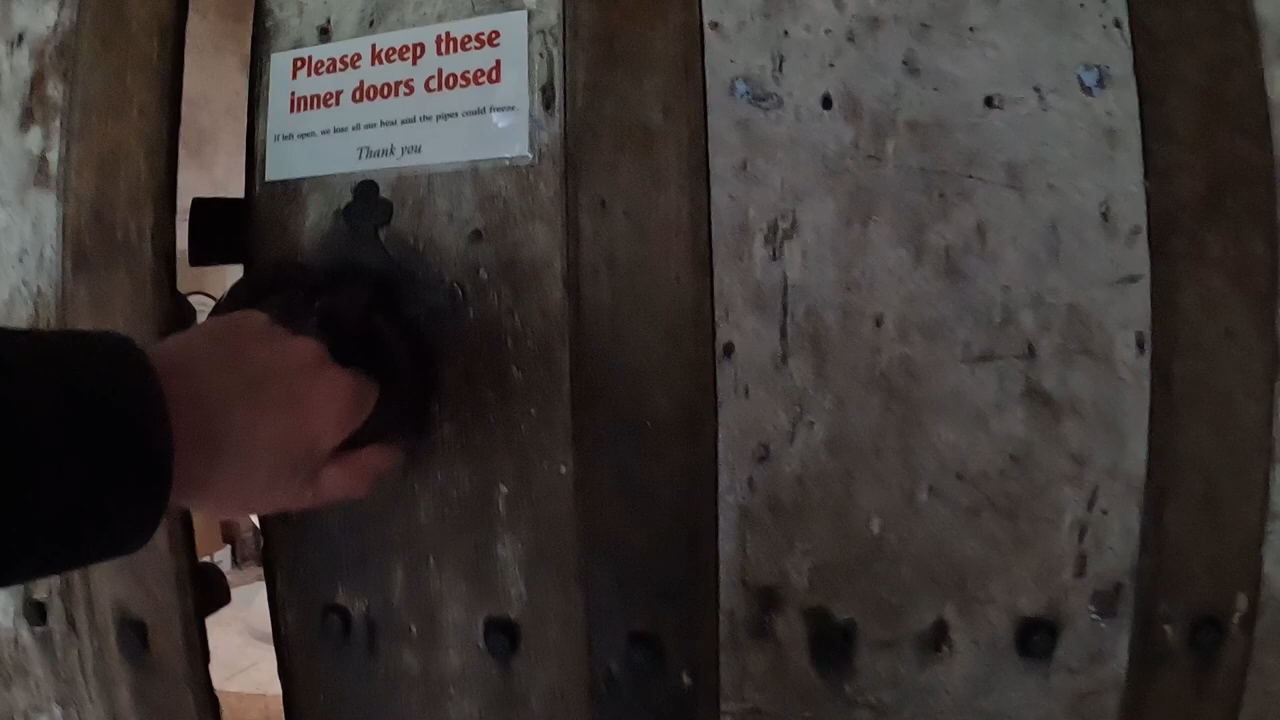 Please keep these
inner doors closed
If left open, we lose all our heat and the pipes could freeze.
Thank you